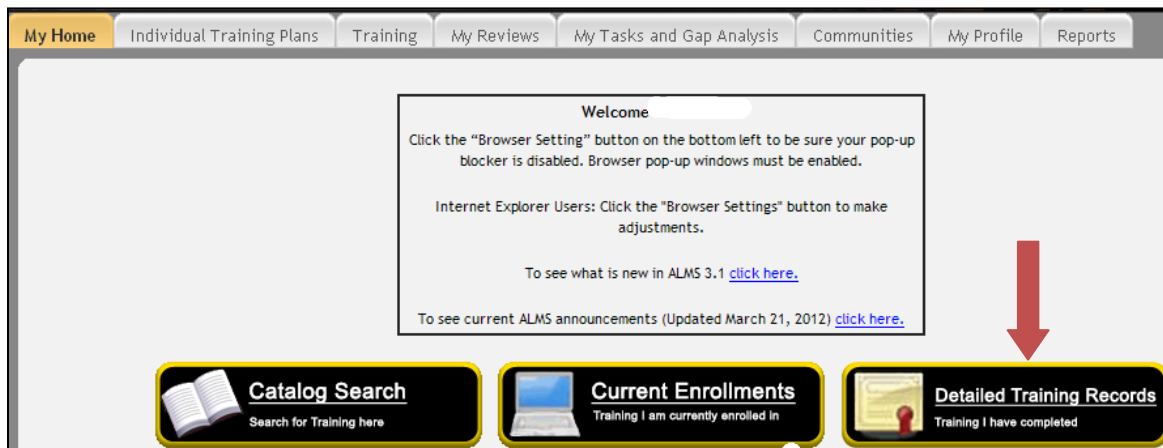 My Home Individual Training Plans Training My Reviews My Tasks and Gap Analysis Communities My Profile Reports
Welcome
Click the “Browser Setting” button on the bottom left to be sure your pop-up
blocker is disabled. Browser pop-up windows must be enabled.
Internet Explorer Users: Click the "Browser Settings" button to make
adjustments.
To see what is new in ALMS 3.1 click here.
To see current ALMS announcements (Updated March 21, 2012) click here.
Catalog Search
Search for Training here
Current Enrollments
Training I am currently enrolled in
Detailed Training Records
Training I have completed